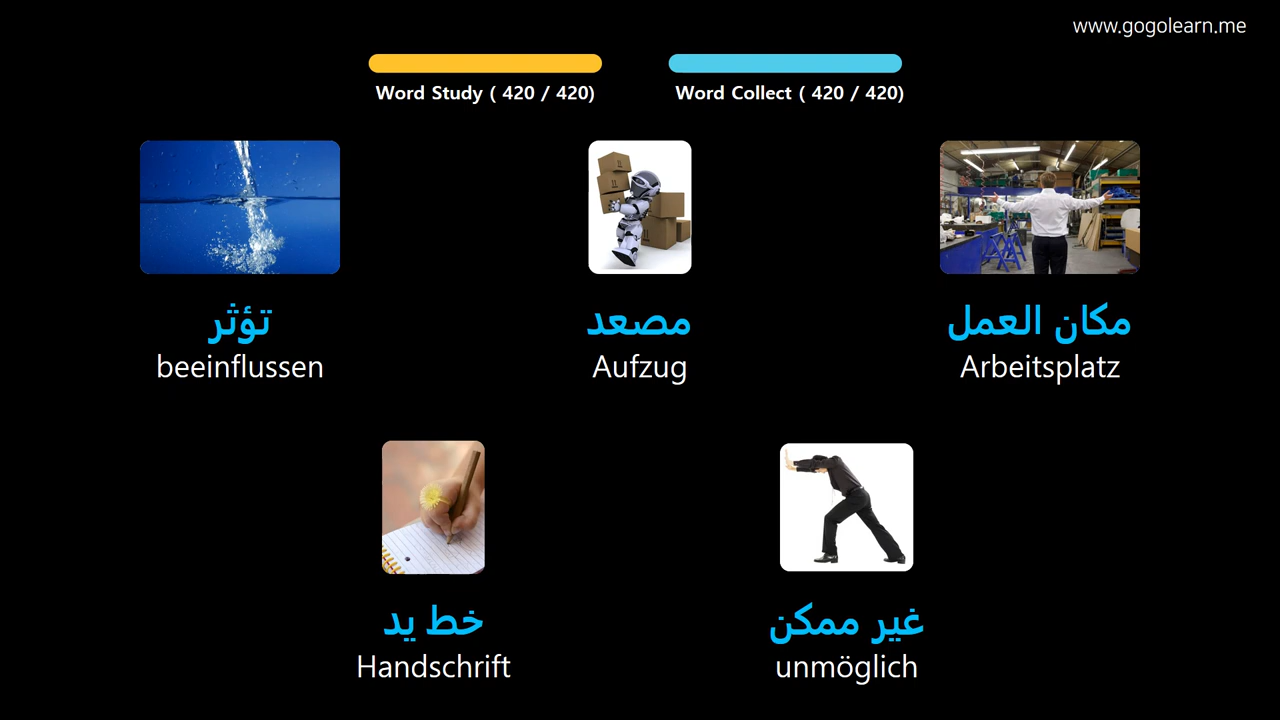 www.gogolearn.me
Word Study ( 420 / 420)
Word Collect ( 420 / 420)
تؤثر
beeinflussen
مصعد
Aufzug
مكان العمل
Arbeitsplatz
خط يد
Handschrift
غير ممكن
unmöglich